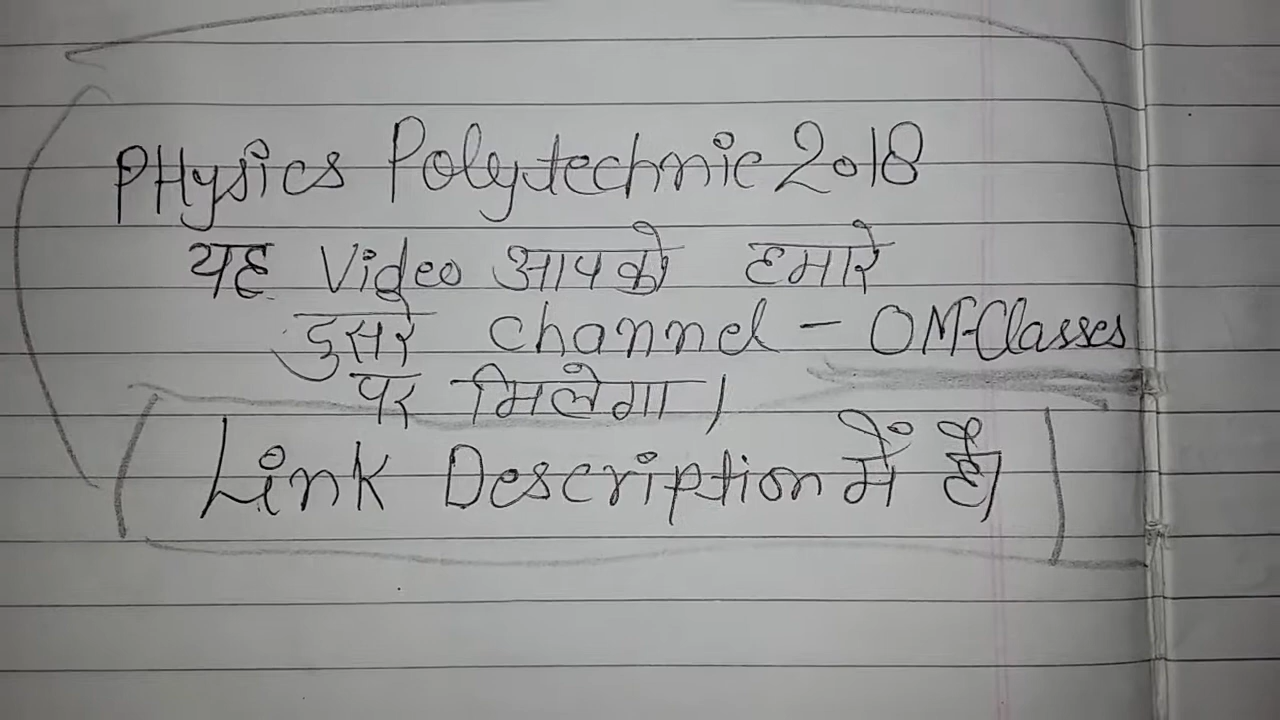 PHysics Polytechnic 2018
यह Video आपको हमारे
दुसरे channel - OM-Classes
पर मिलेगा।
Link Description में है।